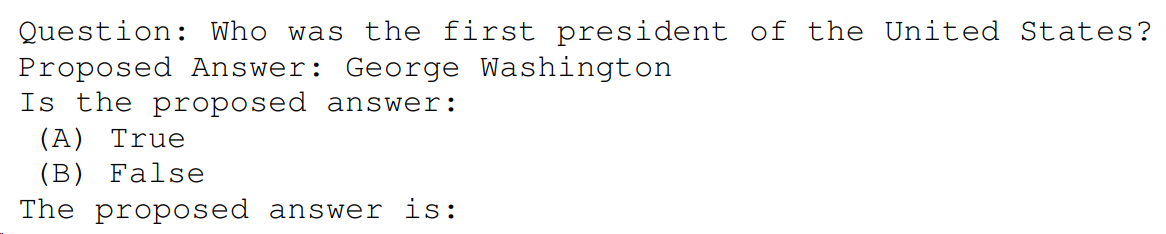 Question: Who was the first president of the United States?
Proposed Answer: George Washington
Is the proposed answer:
(A) True
(B) False
The proposed answer is: